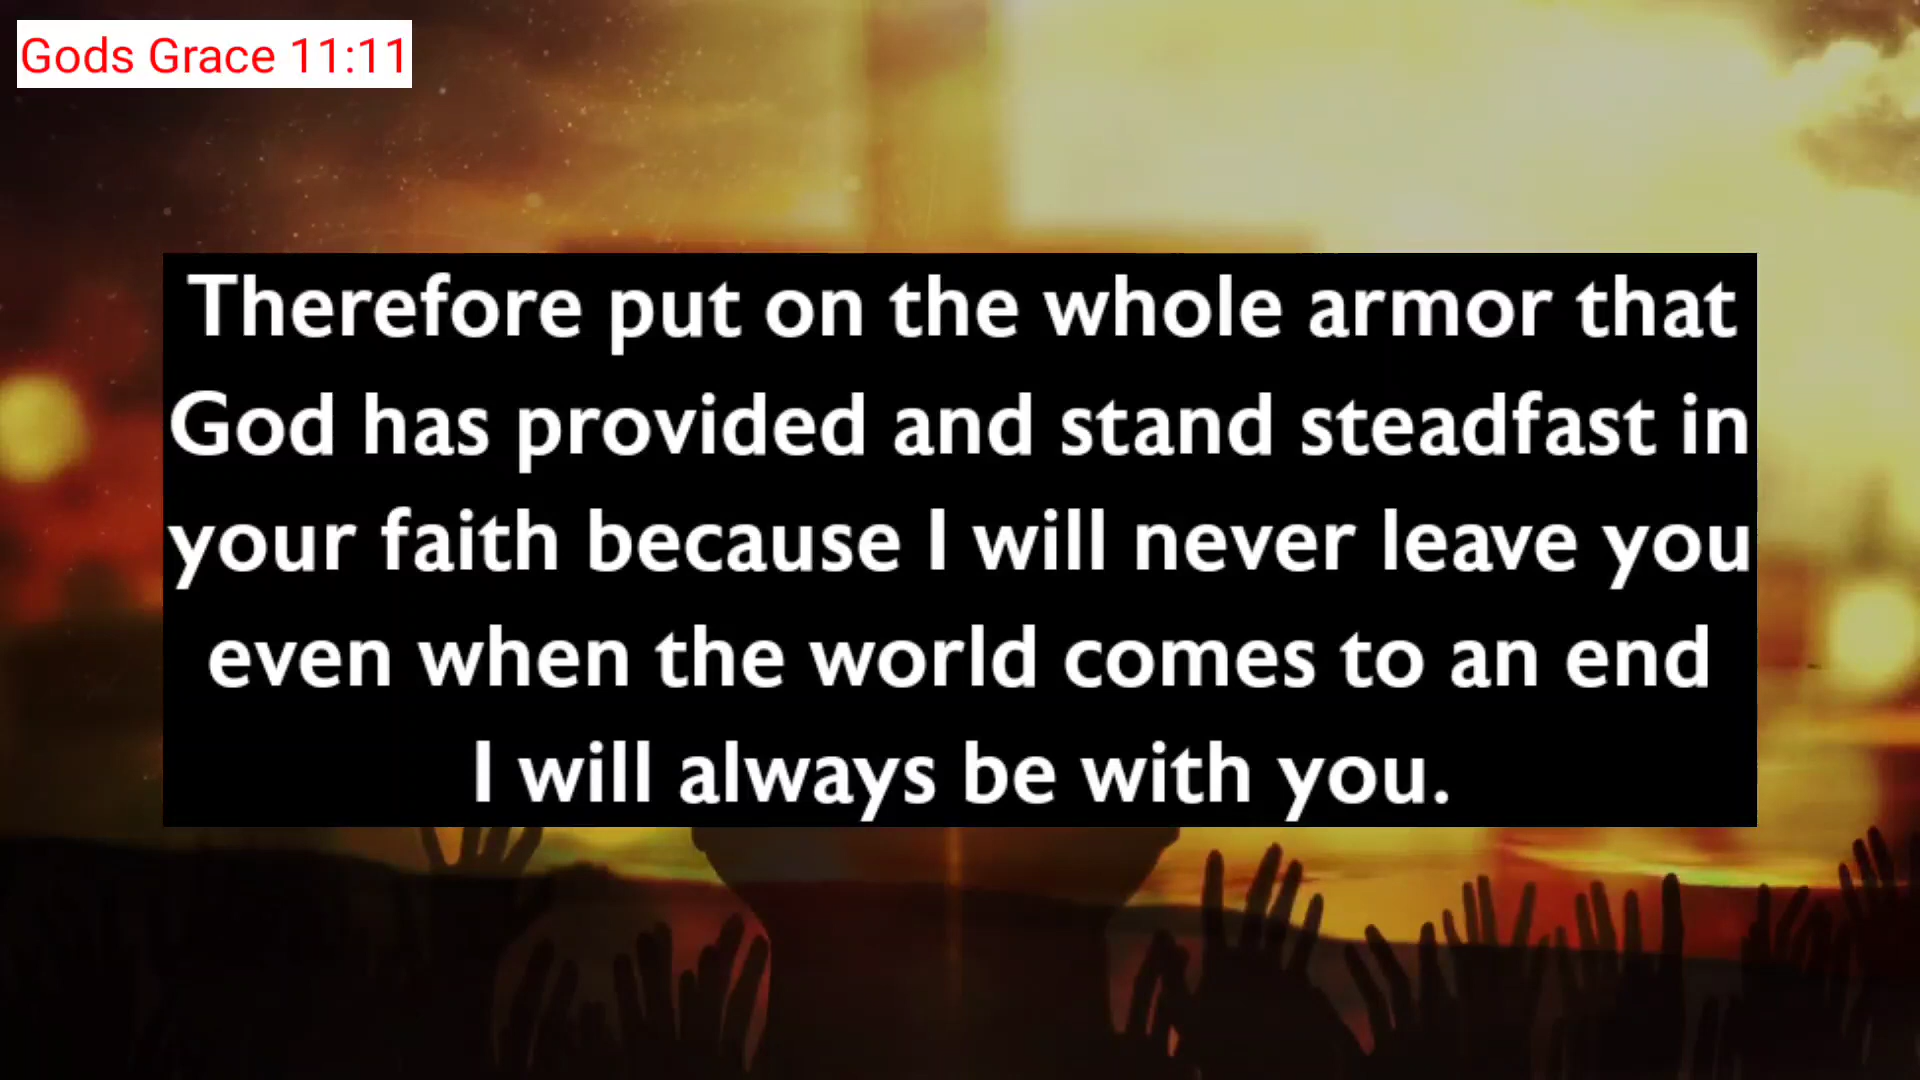 Gods Grace 11:11
Therefore put on the whole armor that
God has provided and stand steadfast in
your faith because I will never leave you
even when the world comes to an end
I will always be with you.